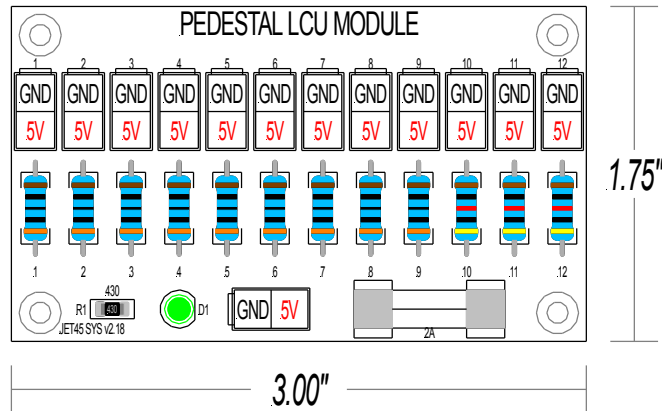 PEDESTAL LCU MODULE
1 2 3 4 5 6 7 8 9 10 11 12
GND GND GND GND GND GND GND GND GND GND GND GND
5V 5V 5V 5V 5V 5V 5V 5V 5V 5V 5V 5V
1.75"
1 2 3 4 5 6 7 8 9 10 11 12
430
R1 430 D1 GND 5V
JET45 SYS v2.18 2A
3.00"